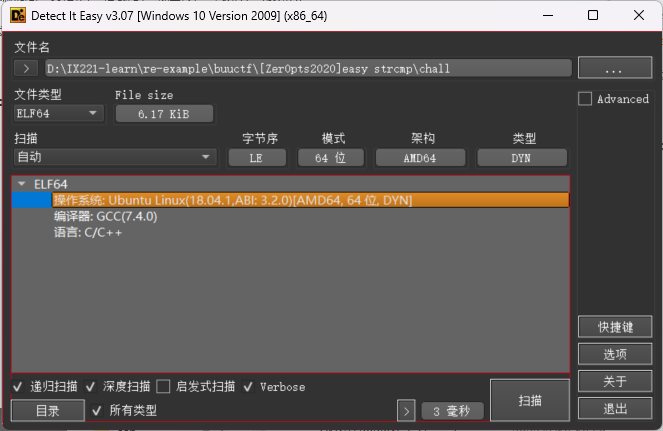 Detect It Easy v3.07 [Windows 10 Version 2009] (x86_64)
文件名
> D:\IX221-learn\re-example\buuctf\[Zer0pts2020]easy strcmp\chall ...
文件类型 File size
ELF64 6.17 KiB
Advanced
扫描 字节序 模式 架构 类型
自动 LE 64 位 AMD64 DYN
ELF64
操作系统: Ubuntu Linux(18.04.1,ABI: 3.2.0)[AMD64, 64 位, DYN]
编译器: GCC(7.4.0)
语言: C/C++
快捷键
选项
关于
退出
递归扫描 深度扫描 启发式扫描 Verbose
目录 所有类型 > 3 毫秒 扫描